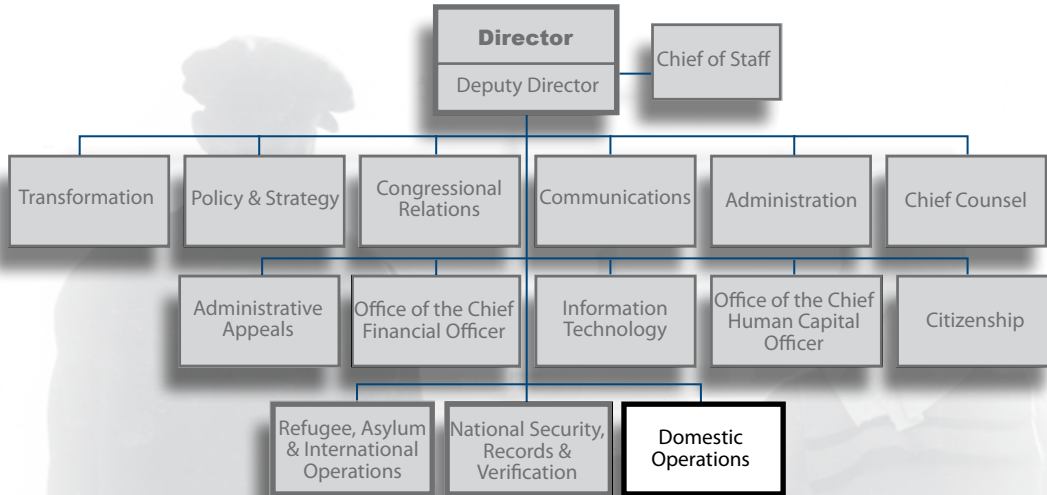 Director
Deputy Director
Chief of Staff
Transformation
Policy & Strategy
Congressional
Relations
Communications
Administration
Chief Counsel
Administrative
Appeals
Office of the Chief
Financial Officer
Information
Technology
Office of the Chief
Human Capital
Officer
Citizenship
Refugee, Asylum
& International
Operations
National Security,
Records &
Verification
Domestic
Operations